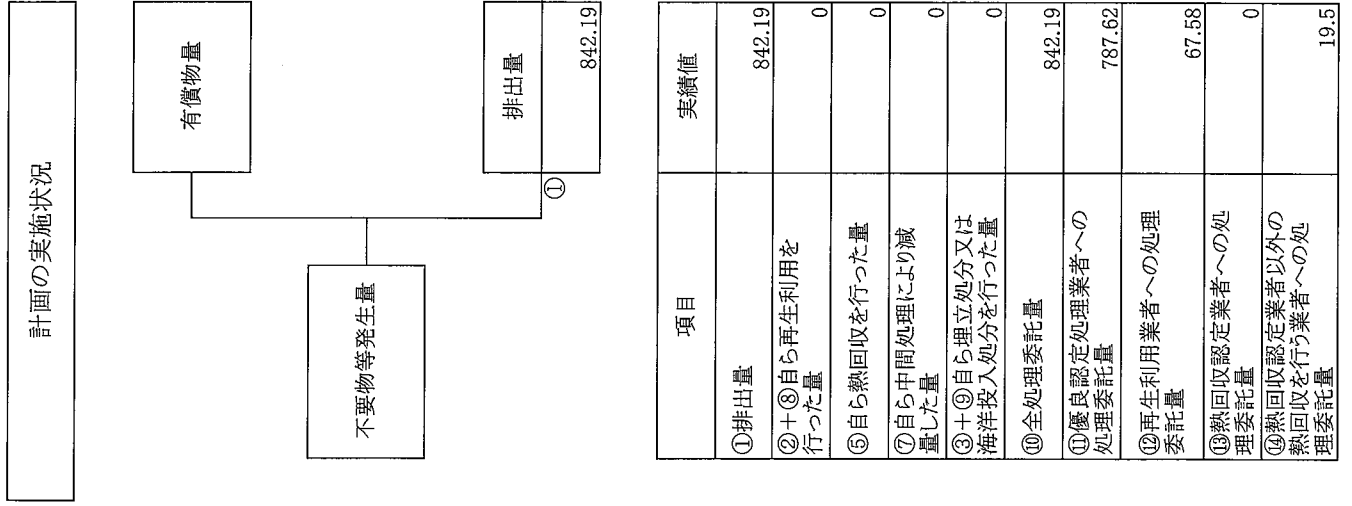 計画の実施状況
有償物量
不要物等発生量
排出量
①
842.19
項目
実績値
①排出量
842.19
②+⑧自ら再生利用を
行った量
0
⑤自ら熱回収を行った量
0
⑦自ら中間処理により減
量した量
0
③+⑨自ら埋立処分又は
海洋投入処分を行った量
0
⑩全処理委託量
842.19
⑪優良認定処理業者への
処理委託量
787.62
⑫再生利用業者への処理
委託量
67.58
⑬熱回収認定業者への処
理委託量
0
⑭熱回収認定業者以外の
熱回収を行う業者への処
理委託量
19.5